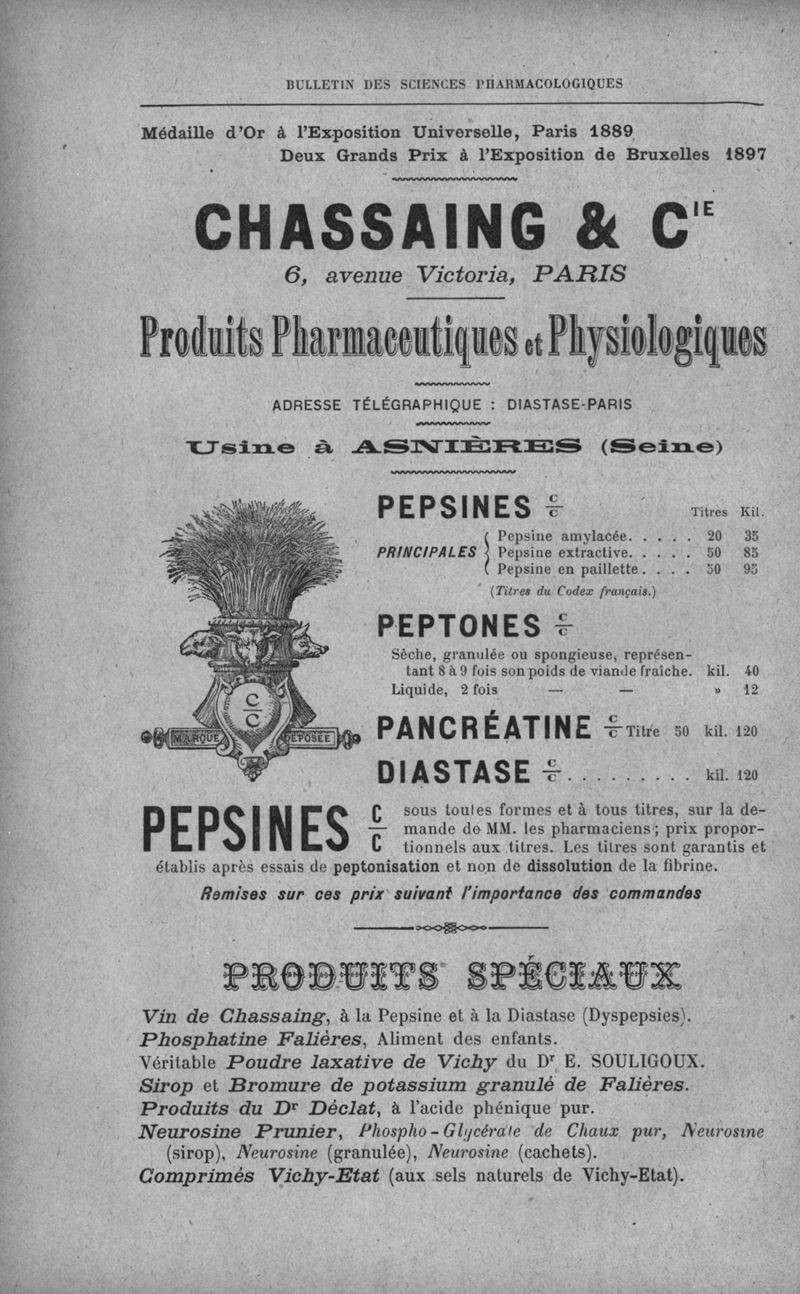 BULLETIN DES SCIENCES PHARMACOLOGIQUES
Médaille d'Or à l'Exposition Universelle, Paris 1889
Deux Grands Prix à l'Exposition de Bruxelles 1897
CHASSAING & CIE
6, avenue Victoria, PARIS
Produits Pharmaceutiques et Physiologiques
ADRESSE TÉLÉGRAPHIQUE : DIASTASE-PARIS
Usine à ASNIÈRES (Seine)
PEPSINES C/C Titres Kil.
PRINCIPALES { Pepsine amylacée. . . . . 20 35
Pepsine extractive. . . . . 50 85
Pepsine en paillette . . . . 50 95
(Titres du Codex français.)
PEPTONES C/C
Sèche, granulée ou spongieuse, représen-
tant 8 à 9 fois son poids de viande fraiche. kil. 40
Liquide, 2 fois — — » 12
C/C
MARQUE DÉPOSÉE
PANCRÉATINE C/C Titre 50 kil. 120
DIASTASE C/C . . . . . . . . . . kil. 120
PEPSINES C/C sous toutes formes et à tous titres, sur la de-
mande de MM. les pharmaciens ; prix propor-
tionnels aux titres. Les titres sont garantis et
établis après essais de peptonisation et non de dissolution de la fibrine.
Remises sur ces prix suivant l'importance des commandes
PRODUITS SPÉCIAUX
Vin de Chassaing, à la Pepsine et à la Diastase (Dyspepsies).
Phosphatine Falières, Aliment des enfants.
Véritable Poudre laxative de Vichy du Dr E. SOULIGOUX.
Sirop et Bromure de potassium granulé de Falières.
Produits du Dr Déclat, à l'acide phénique pur.
Neurosine Prunier, Phospho-Glycérate de Chaux pur, Neurosine
(sirop), Neurosine (granulée), Neurosine (cachets).
Comprimés Vichy-Etat (aux sels naturels de Vichy-Etat).